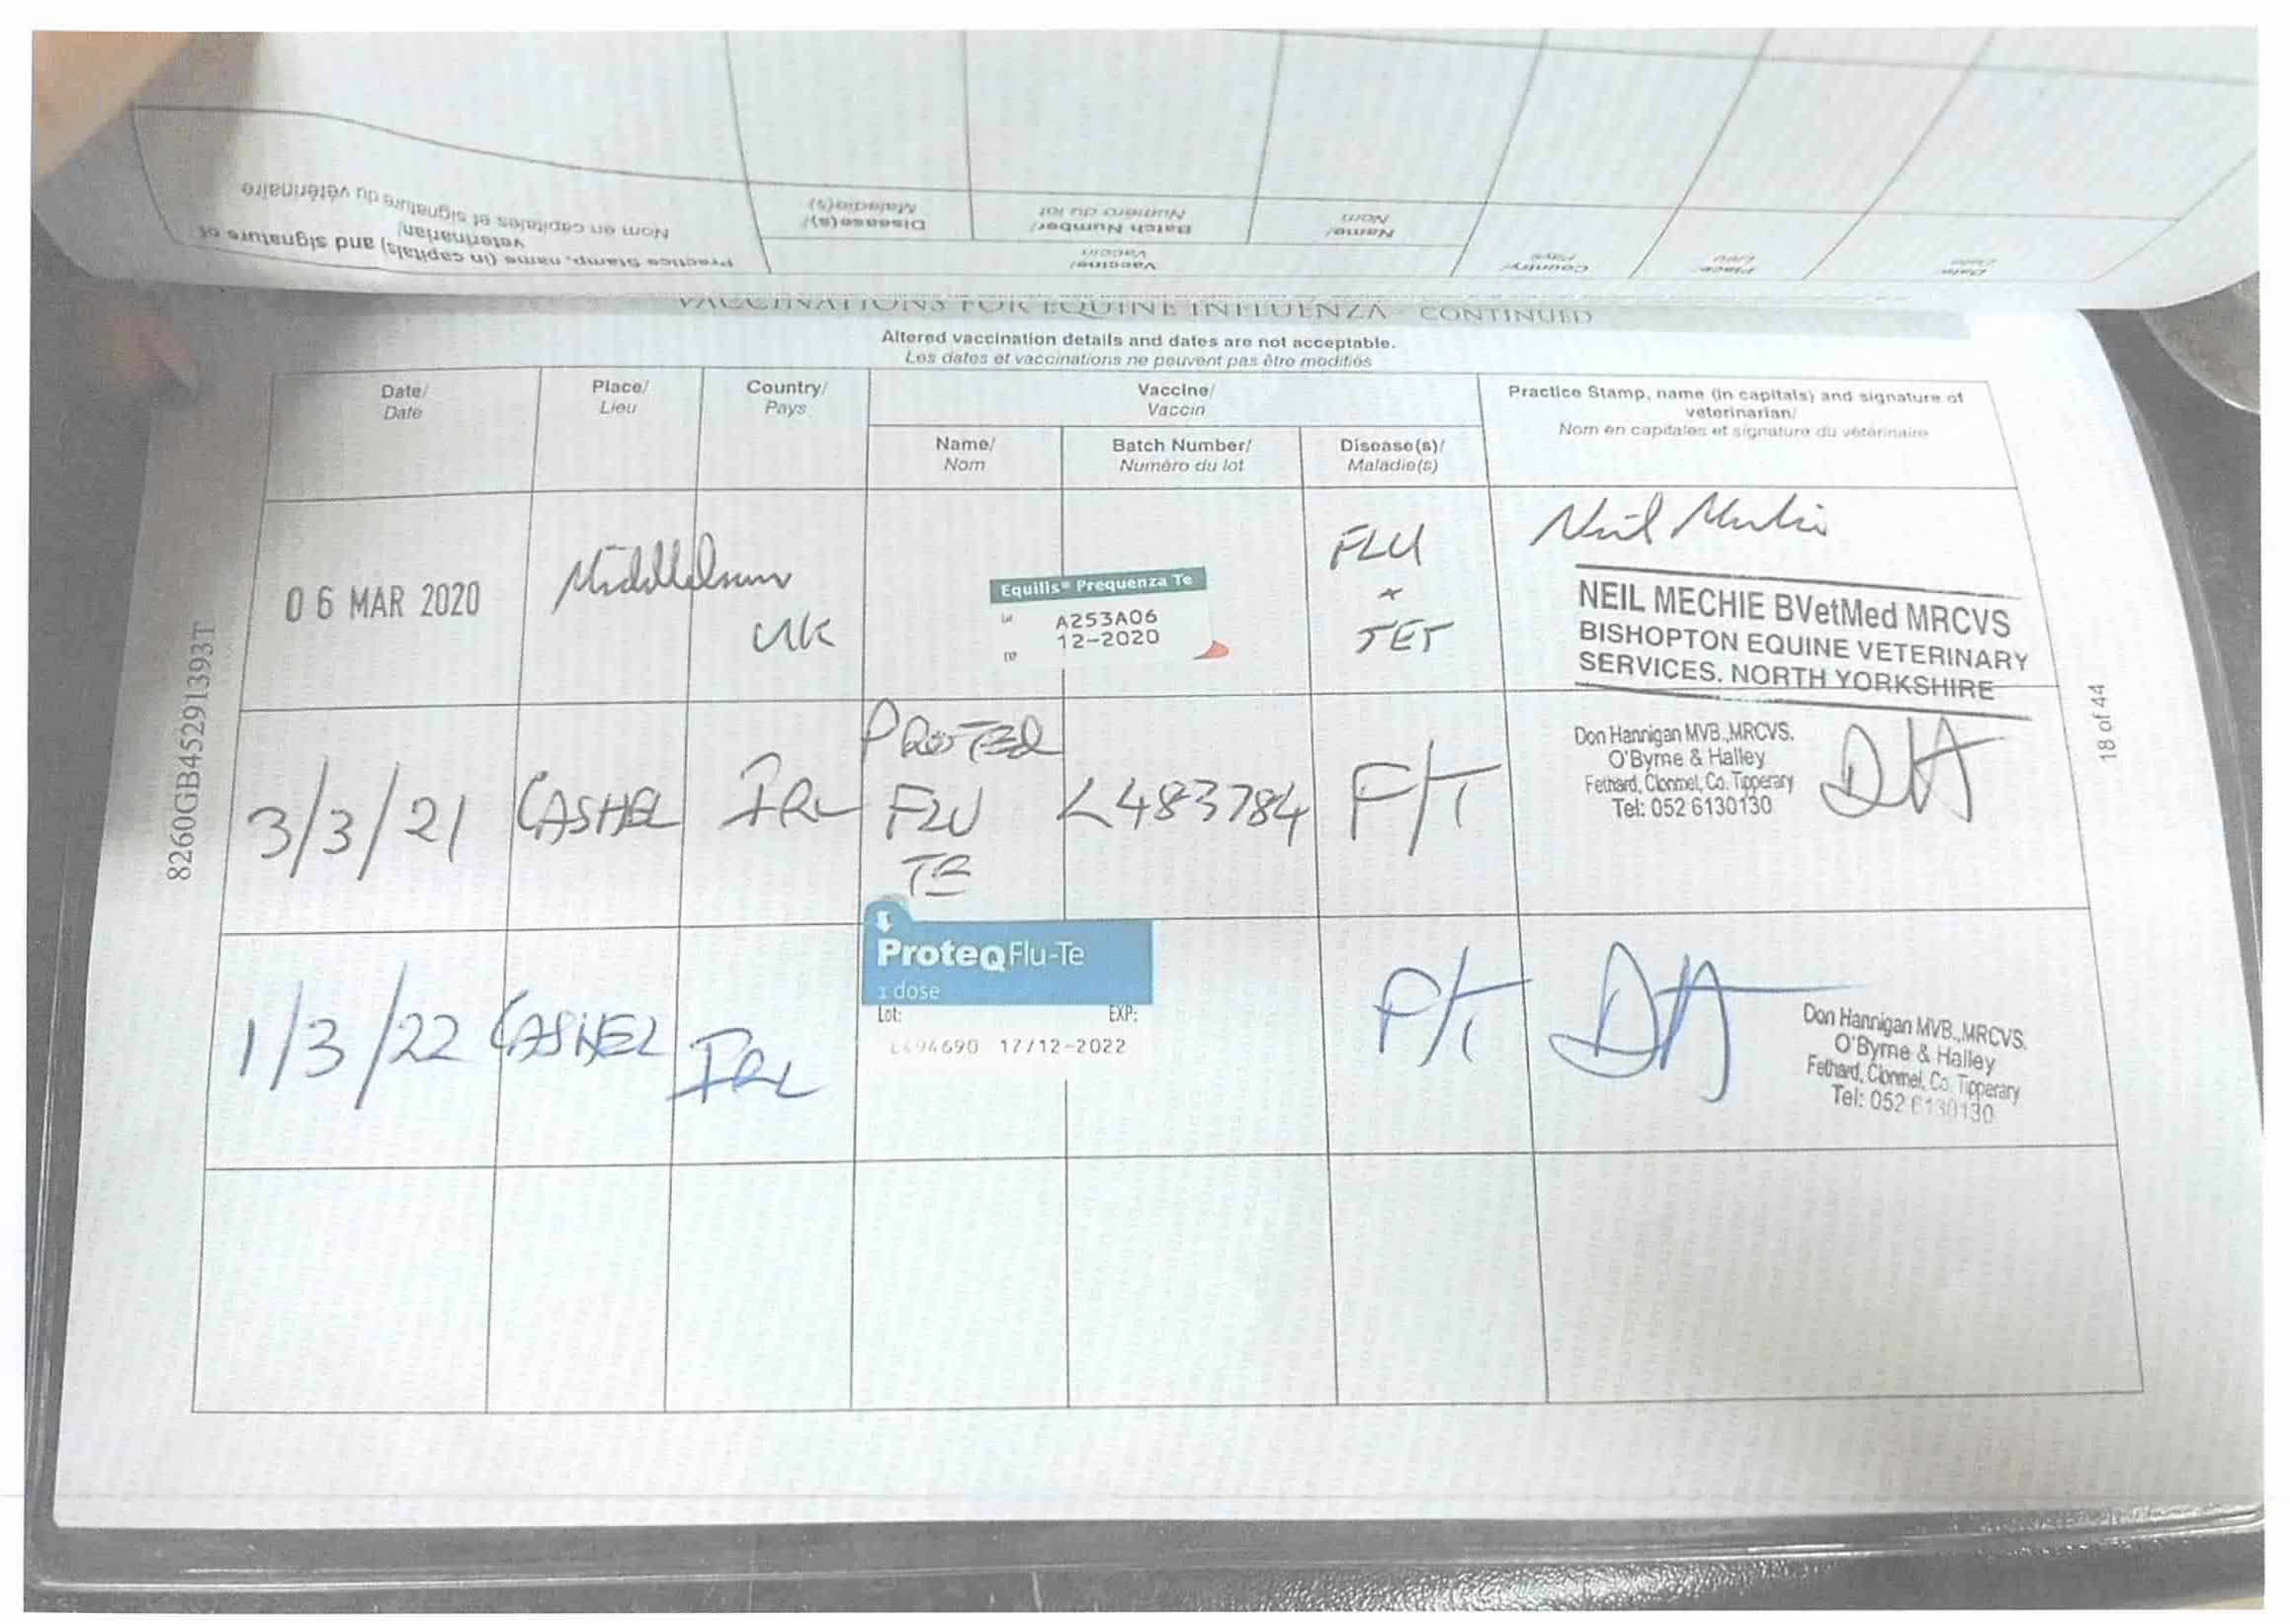 Practice Stamp, name (in capitals) and signature of
veterinarian/
Nom en capitales et signature du vétérinaire
Vaccine/
Vaccin
Disease(s)/
Maladie(s)
Batch Number/
Numéro du lot
Name/
Nom
Country/
Pays
Place/
Lieu
Date/
Date
VACCINATIONS FOR EQUINE INFLUENZA - CONTINUED
Altered vaccination details and dates are not acceptable.
Les dates et vaccinations ne peuvent pas être modifiés
Date/
Date
Place/
Lieu
Country/
Pays
Vaccine/
Vaccin
Name/
Nom
Batch Number/
Numéro du lot
Disease(s)/
Maladie(s)
Practice Stamp, name (in capitals) and signature of
veterinarian/
Nom en capitales et signature du vétérinaire
06 MAR 2020
UK
Equilis® Prequenza Te
Lot A253A06
EXP 12-2020
FLU
+
TET
NEIL MECHIE BVetMed MRCVS
BISHOPTON EQUINE VETERINARY
SERVICES. NORTH YORKSHIRE
3/3/21
CASHEL
IRL
FLU
TE
L483784
F/T
Don Hannigan MVB.,MRCVS.
O'Byrne & Halley
Fethard, Clonmel, Co. Tipperary
Tel: 052 6130130
DH
1/3/22
CASHEL
IRL
ProteqFlu-Te
1 dose
Lot: EXP:
L494690 17/12-2022
F/T
DH
Don Hannigan MVB.,MRCVS.
O'Byrne & Halley
Fethard, Clonmel, Co. Tipperary
Tel: 052 6130130
8260GB452913393T
18 of 44